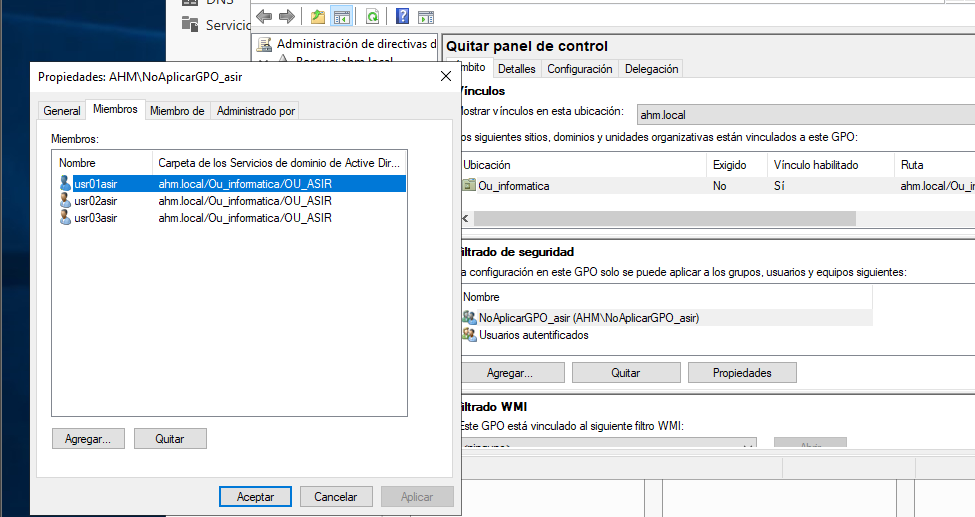 DNS
Servicio
Administración de directivas d
Bosque: ahm.local
Propiedades: AHM\NoAplicarGPO_asir
General
Miembros
Miembro de
Administrado por
Miembros:
Nombre
Carpeta de los Servicios de dominio de Active Dir...
usr01asir
ahm.local/Ou_informatica/OU_ASIR
usr02asir
ahm.local/Ou_informatica/OU_ASIR
usr03asir
ahm.local/Ou_informatica/OU_ASIR
Agregar...
Quitar
Aceptar
Cancelar
Aplicar
Quitar panel de control
mbito
Detalles
Configuración
Delegación
Vínculos
ostrar vínculos en esta ubicación:
ahm.local
os siguientes sitios, dominios y unidades organizativas están vinculados a este GPO:
Ubicación
Exigido
Vínculo habilitado
Ruta
Ou_informatica
No
Sí
ahm.local/Ou_in
iltrado de seguridad
a configuración en este GPO solo se puede aplicar a los grupos, usuarios y equipos siguientes:
Nombre
NoAplicarGPO_asir (AHM\NoAplicarGPO_asir)
Usuarios autentificados
Agregar...
Quitar
Propiedades
iltrado WMI
Este GPO está vinculado al siguiente filtro WMI:
<ninguno>
Abrir